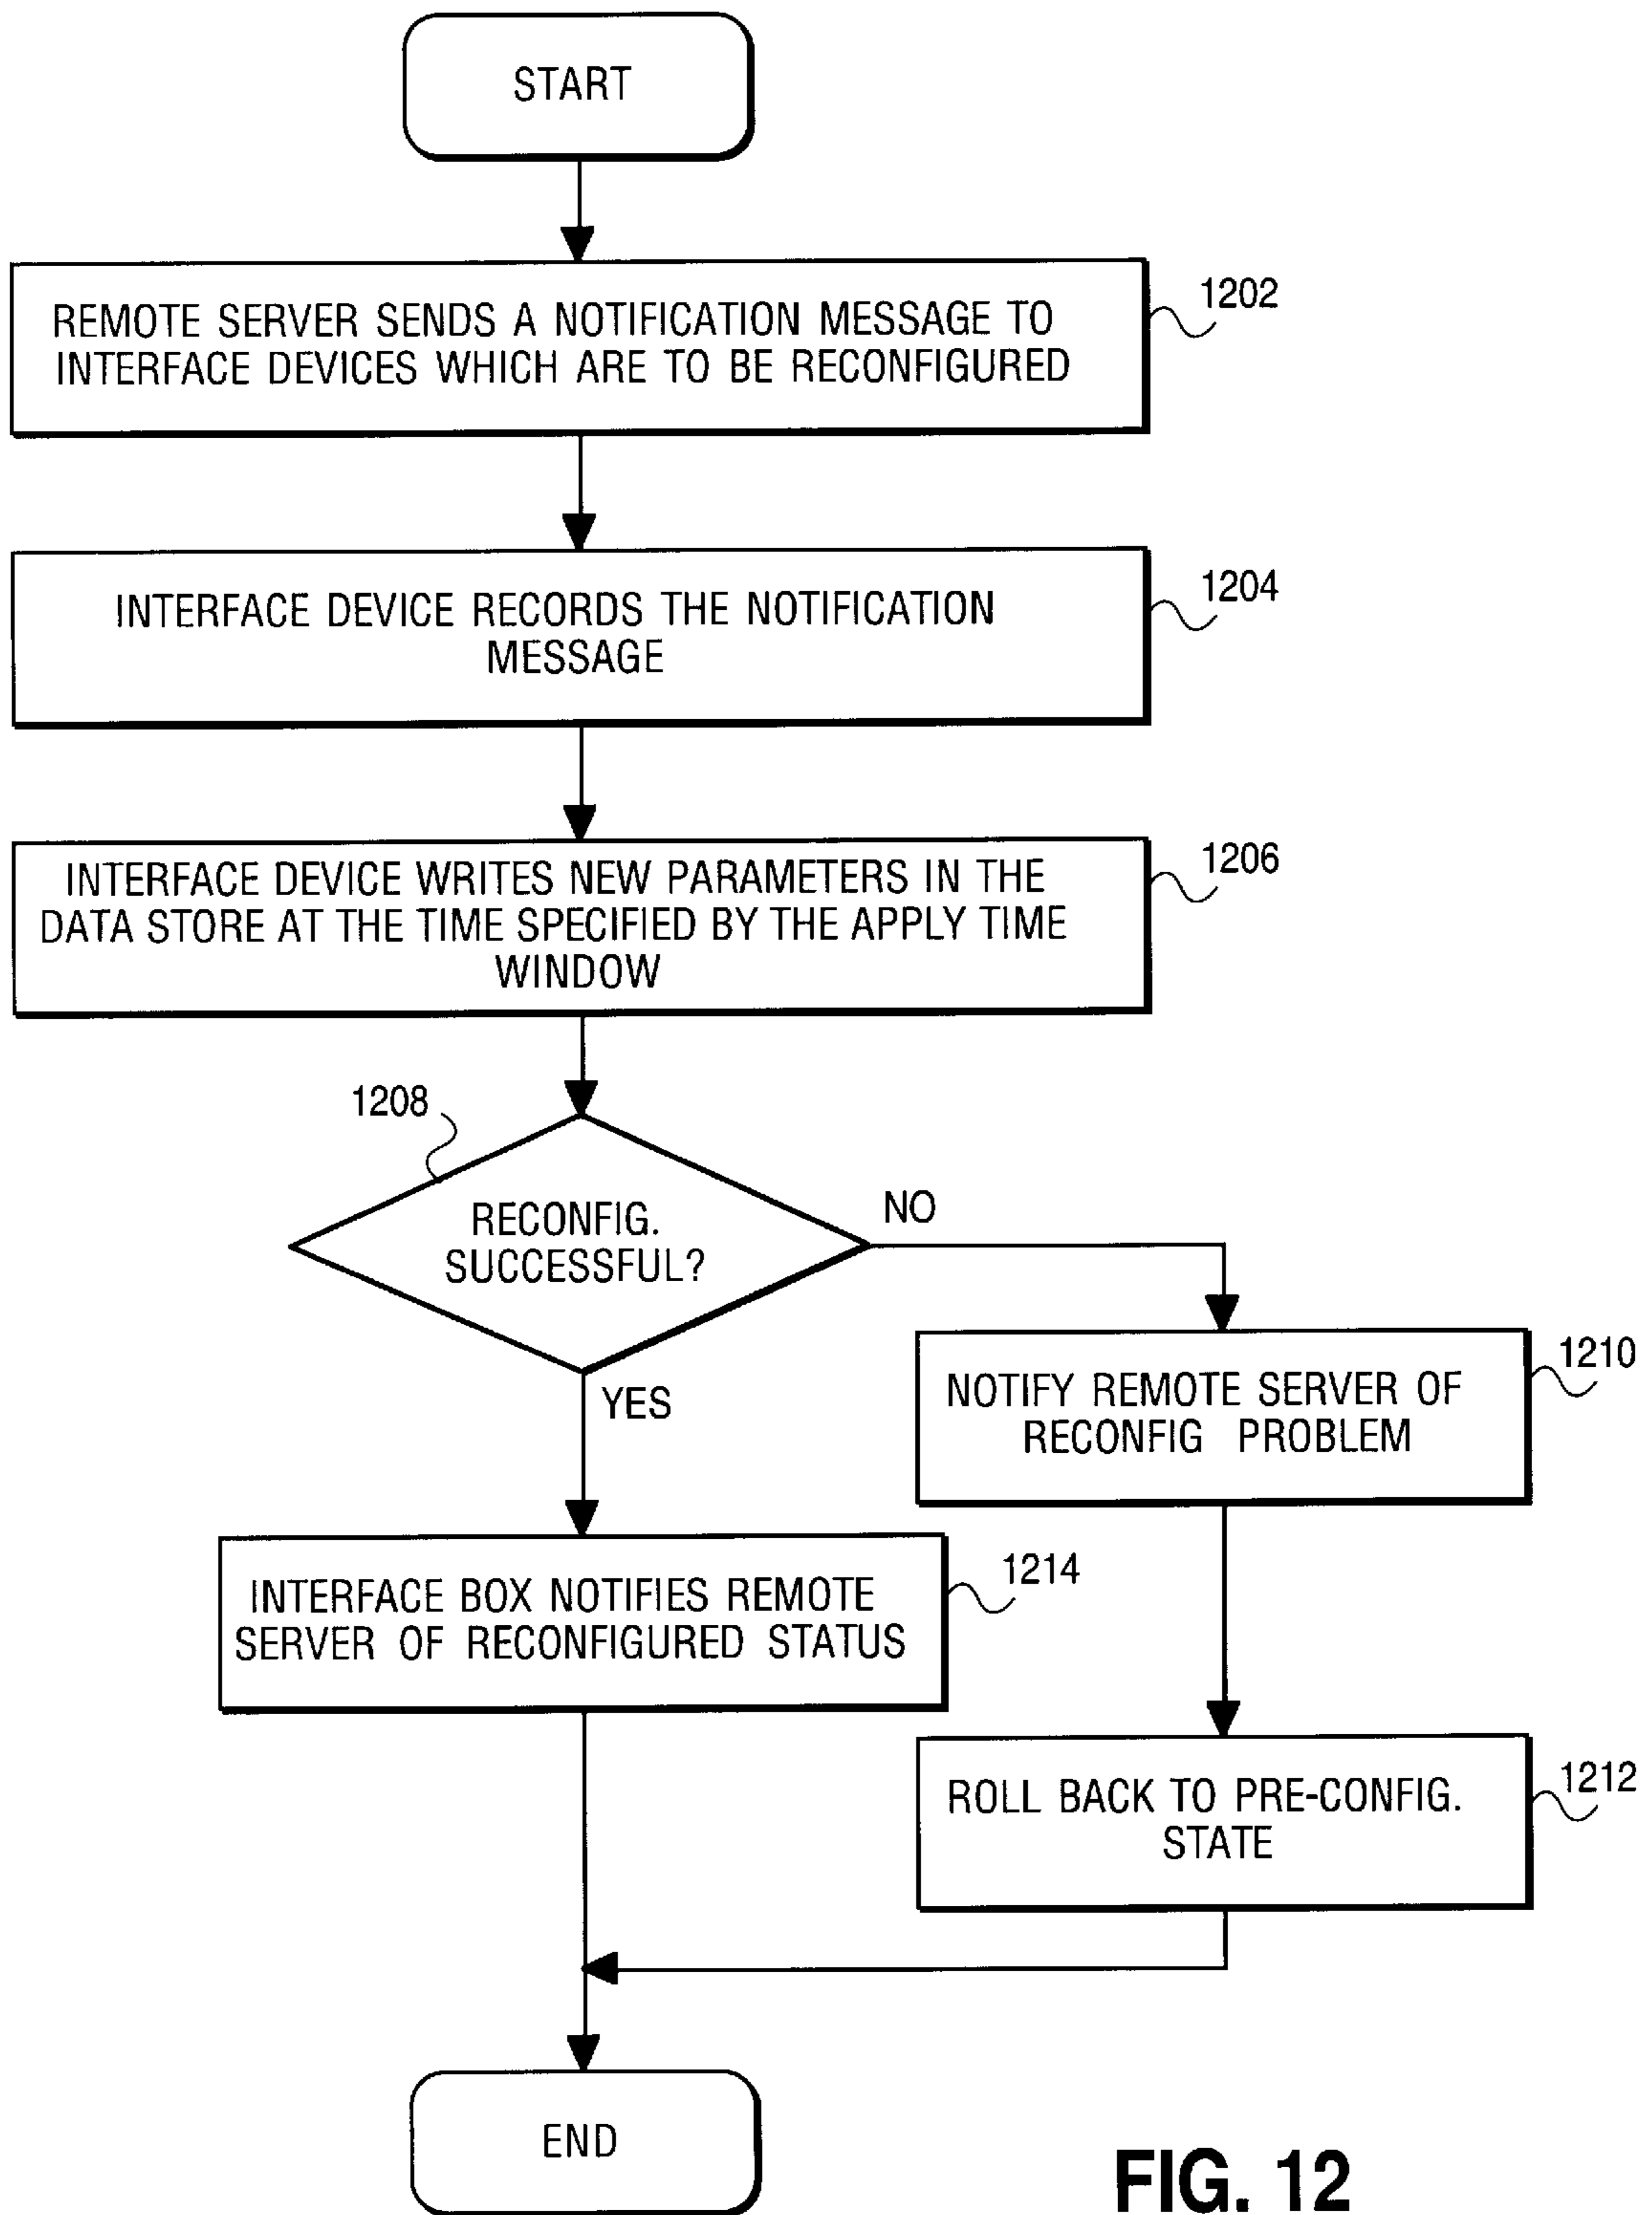 START
REMOTE SERVER SENDS A NOTIFICATION MESSAGE TO
INTERFACE DEVICES WHICH ARE TO BE RECONFIGURED
1202
INTERFACE DEVICE RECORDS THE NOTIFICATION
MESSAGE
1204
INTERFACE DEVICE WRITES NEW PARAMETERS IN THE
DATA STORE AT THE TIME SPECIFIED BY THE APPLY TIME
WINDOW
1206
1208
RECONFIG.
SUCCESSFUL?
NO
YES
NOTIFY REMOTE SERVER OF
RECONFIG PROBLEM
1210
INTERFACE BOX NOTIFIES REMOTE
SERVER OF RECONFIGURED STATUS
1214
ROLL BACK TO PRE-CONFIG.
STATE
1212
END
FIG. 12